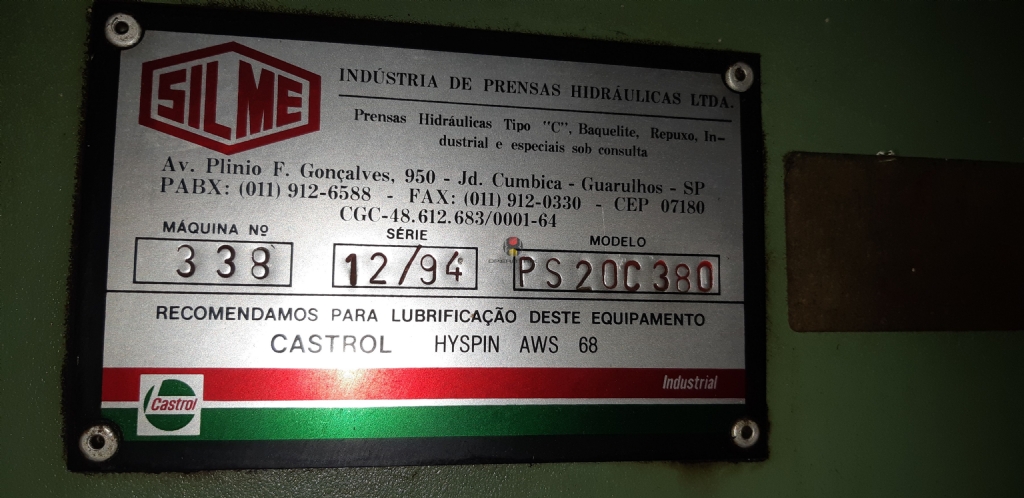 SILME
INDÚSTRIA DE PRENSAS HIDRÁULICAS LTDA.
Prensas Hidráulicas Tipo "C", Baquelite, Repuxo, In-
dustrial e especiais sob consulta
Av. Plinio F. Gonçalves, 950 - Jd. Cumbica - Guarulhos - SP
PABX: (011) 912-6588 - FAX: (011) 912-0330 - CEP 07180
CGC-48.612.683/0001-64
MÁQUINA Nº SÉRIE MODELO
338 12/94 PS20C380
RECOMENDAMOS PARA LUBRIFICAÇÃO DESTE EQUIPAMENTO
CASTROL HYSPIN AWS 68
Industrial
Castrol